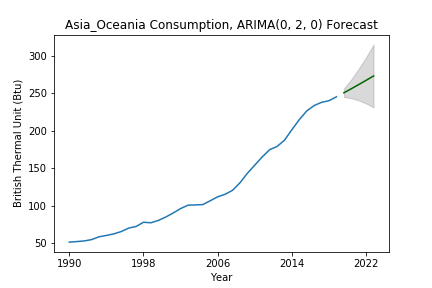 Asia_Oceania Consumption, ARIMA(0, 2, 0) Forecast
300
250
200
150
100
50
British Thermal Unit (Btu)
1990 1998 2006 2014 2022
Year